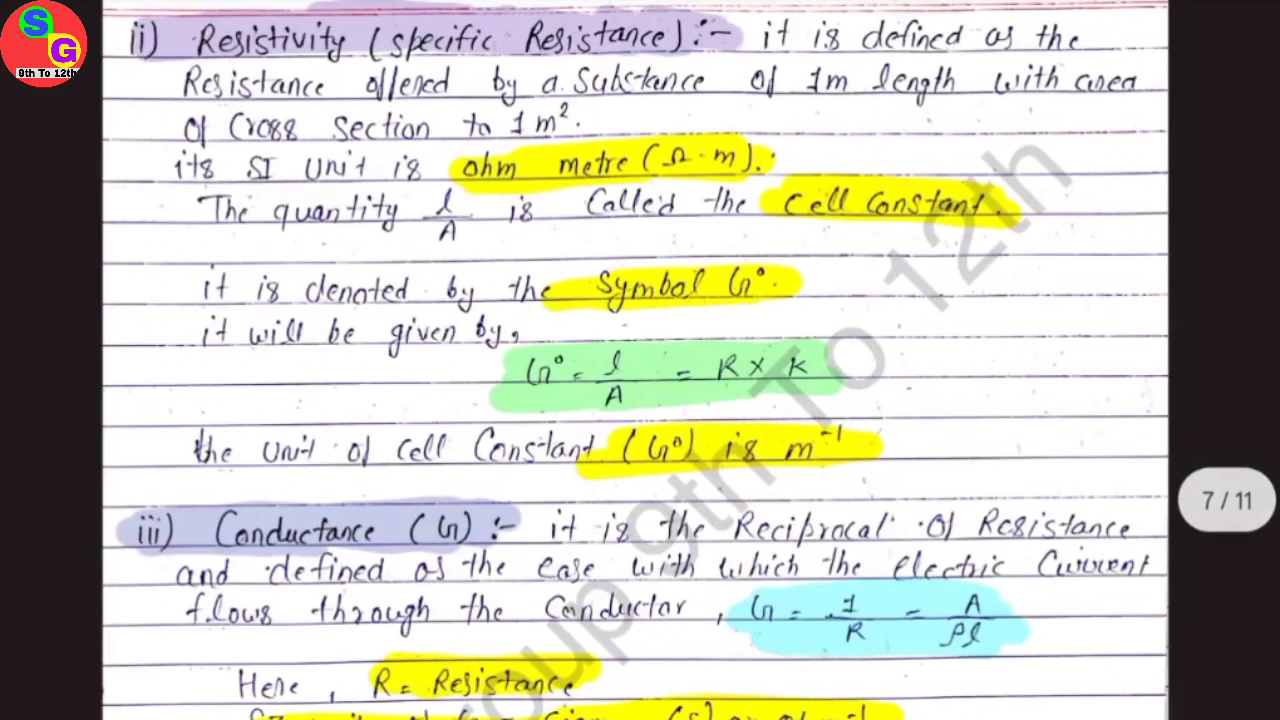 S
G
9th To 12th
ii) Resistivity (specific Resistance) :- it is defined as the
Resistance offered by a substance of 1m length with area
of Cross section to 1 m².
its SI Unit is ohm metre (Ω·m).
The quantity l/A is called the cell constant.
it is denoted by the symbol G°.
it will be given by,
G° = l/A = R × k
the unit of cell Constant (G°) is m⁻¹
7 / 11
iii) Conductance (G) :- it is the Reciprocal of Resistance
and defined as the ease with which the electric Current
flows through the Conductor, G = 1/R = A/ρl
Here, R = Resistance
oup 9th To 12th